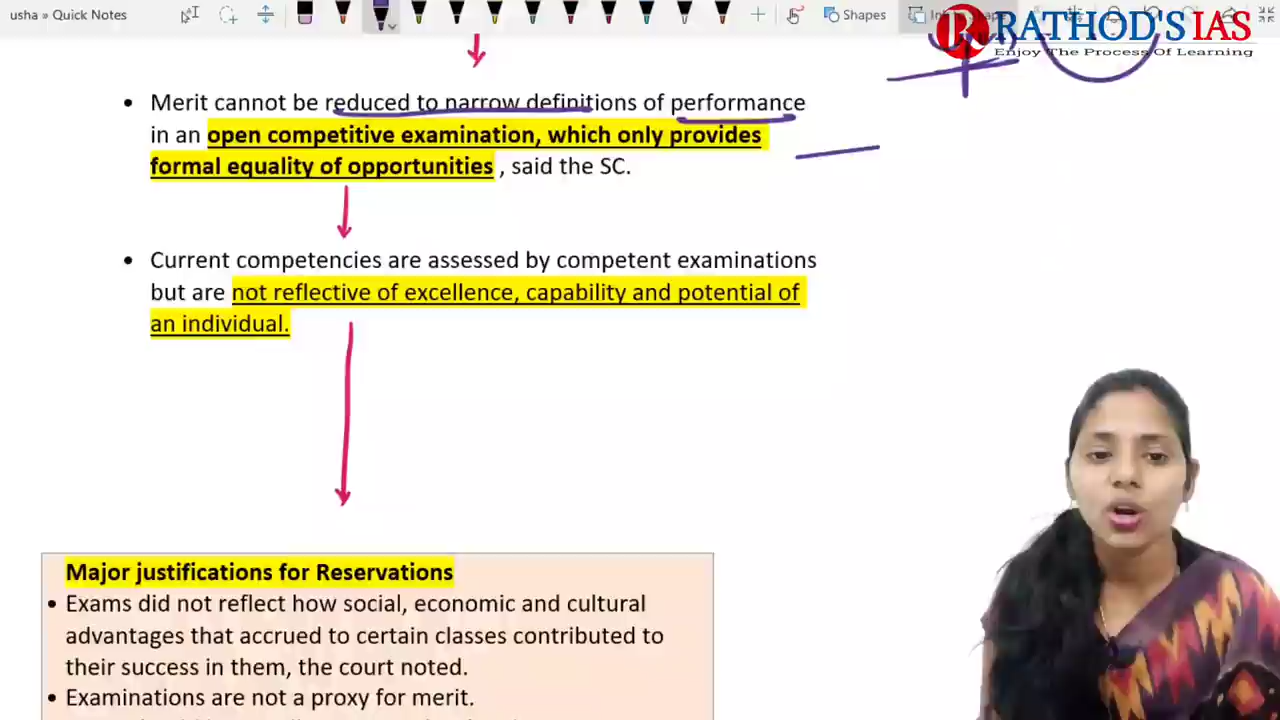 usha » Quick Notes
Shapes
RATHOD'S IAS
Enjoy The Process Of Learning
• Merit cannot be reduced to narrow definitions of performance
in an open competitive examination, which only provides
formal equality of opportunities , said the SC.
• Current competencies are assessed by competent examinations
but are not reflective of excellence, capability and potential of
an individual.
Major justifications for Reservations
• Exams did not reflect how social, economic and cultural
advantages that accrued to certain classes contributed to
their success in them, the court noted.
• Examinations are not a proxy for merit.